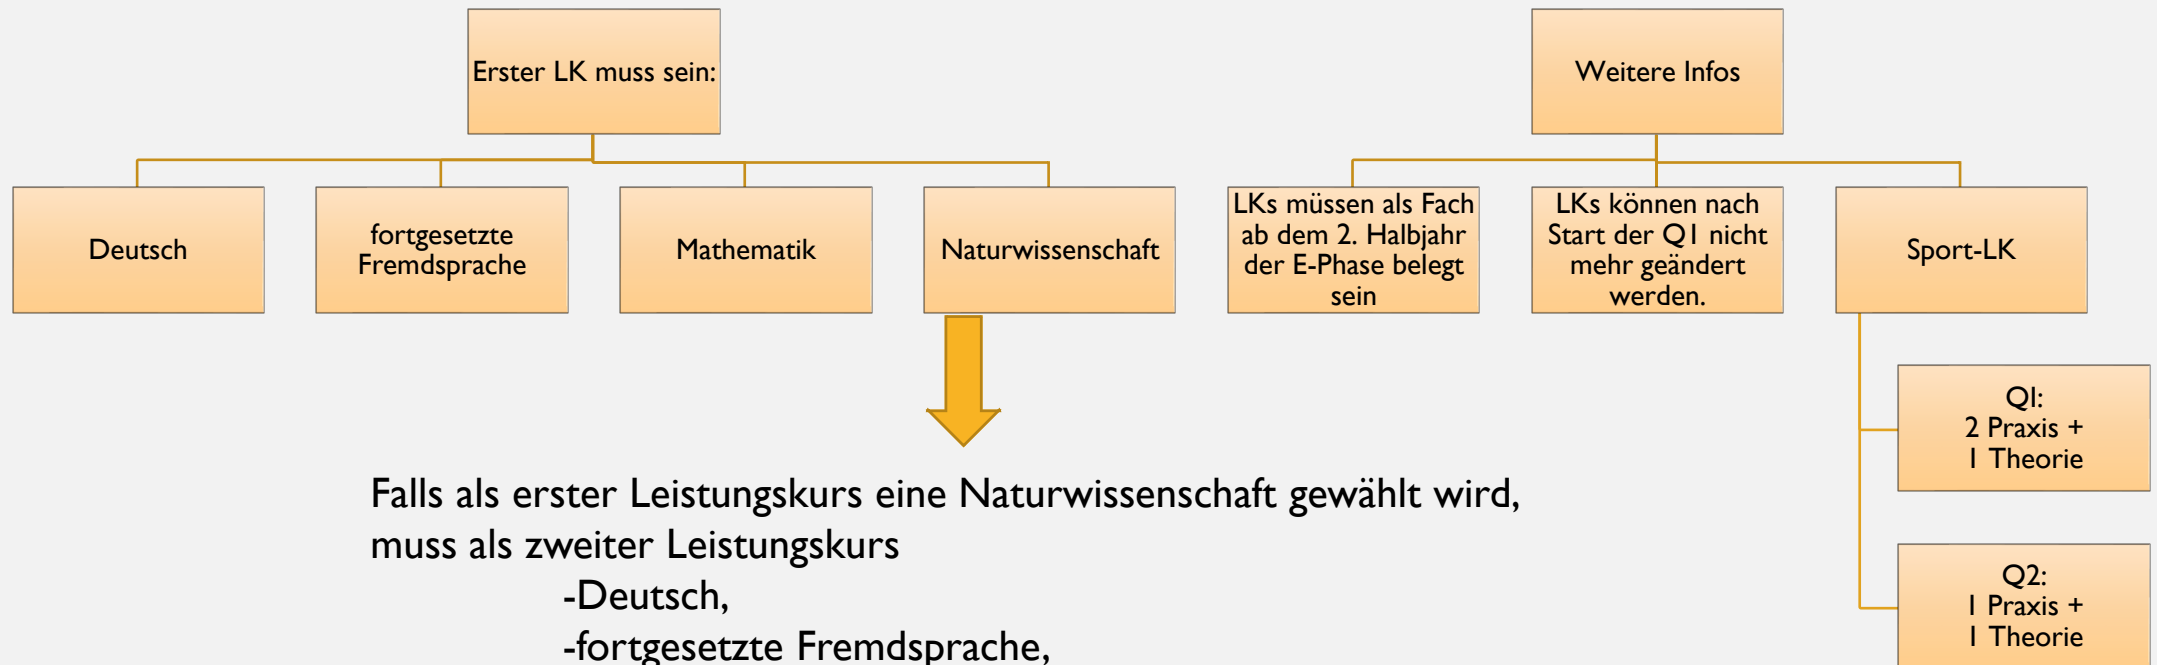 Erster LK muss sein:
Deutsch
fortgesetzte
Fremdsprache
Mathematik
Naturwissenschaft
Falls als erster Leistungskurs eine Naturwissenschaft gewählt wird,
muss als zweiter Leistungskurs
-Deutsch,
-fortgesetzte Fremdsprache,
Weitere Infos
LKs müssen als Fach
ab dem 2. Halbjahr
der E-Phase belegt
sein
LKs können nach
Start der Q1 nicht
mehr geändert
werden.
Sport-LK
Q1:
2 Praxis +
1 Theorie
Q2:
1 Praxis +
1 Theorie